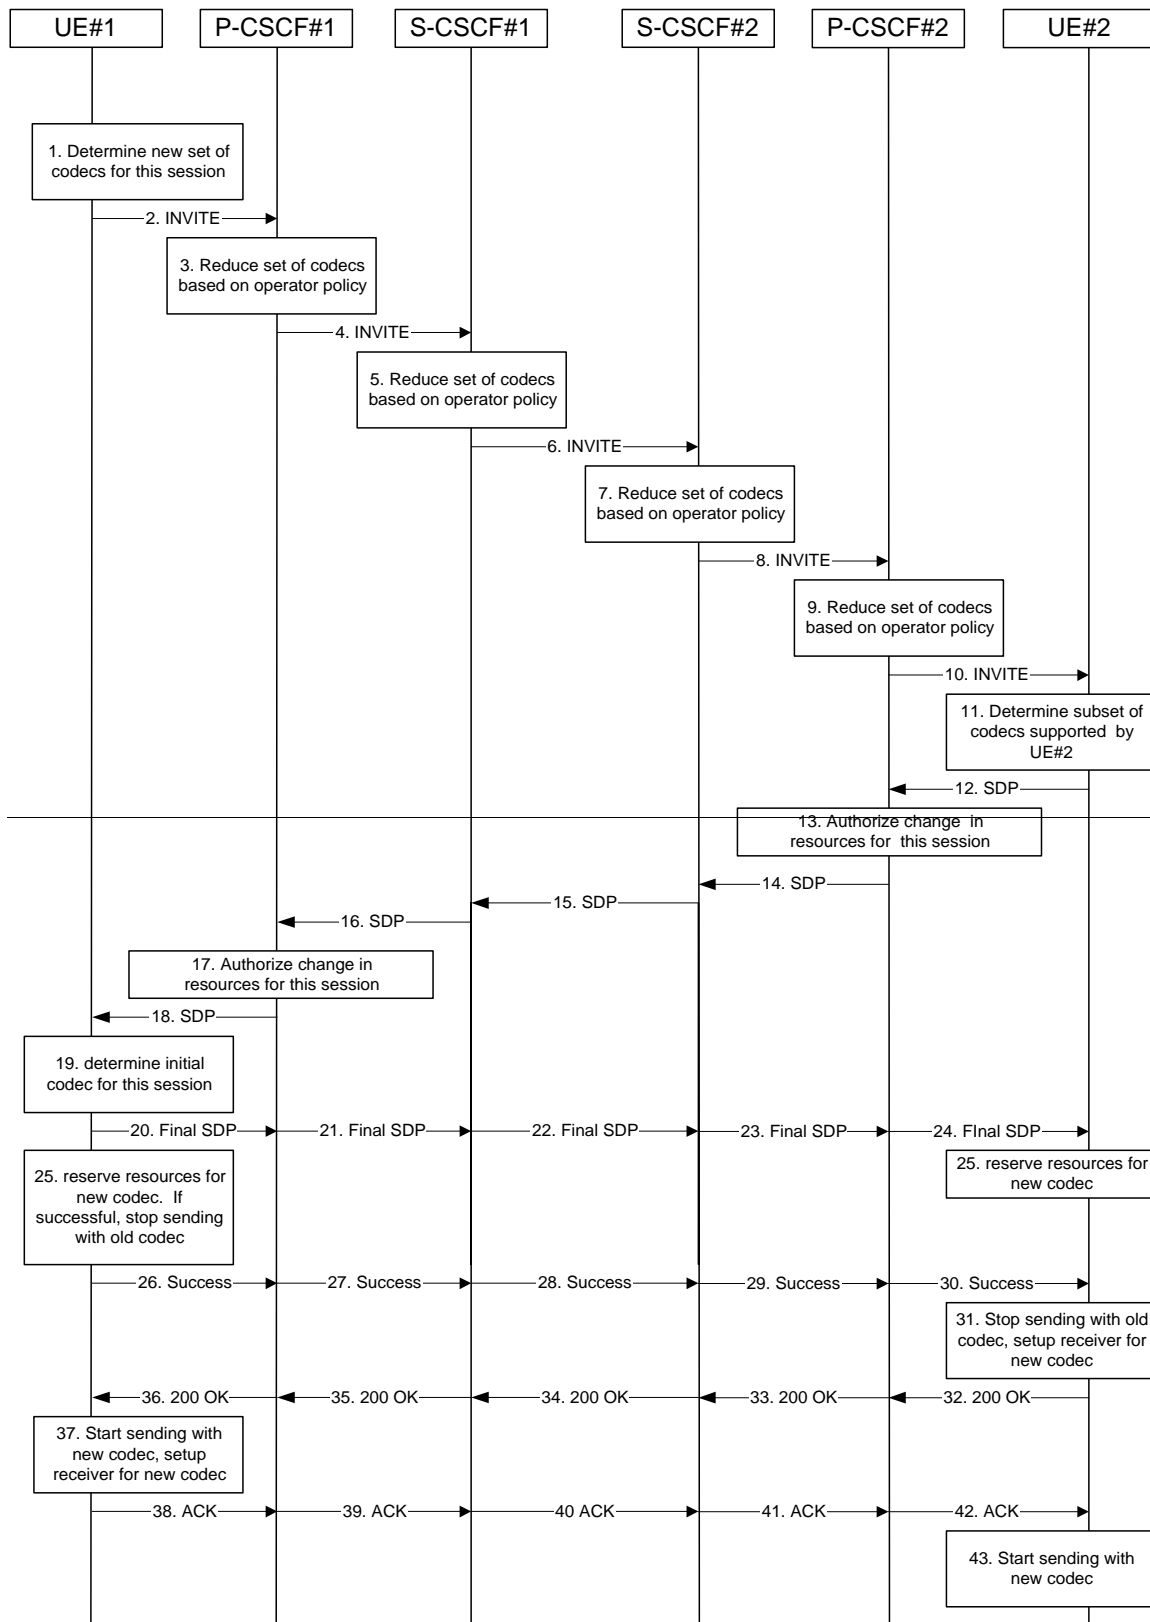 UE#1 P-CSCF#1 S-CSCF#1 S-CSCF#2 P-CSCF#2 UE#2
1. Determine new set of
codecs for this session
2. INVITE
3. Reduce set of codecs
based on operator policy
4. INVITE
5. Reduce set of codecs
based on operator policy
6. INVITE
7. Reduce set of codecs
based on operator policy
8. INVITE
9. Reduce set of codecs
based on operator policy
10. INVITE
11. Determine subset of
codecs supported by
UE#2
12. SDP
13. Authorize change in
resources for this session
14. SDP
15. SDP
16. SDP
17. Authorize change in
resources for this session
18. SDP
19. determine initial
codec for this session
20. Final SDP 21. Final SDP 22. Final SDP 23. Final SDP 24. FInal SDP
25. reserve resources for
new codec. If
successful, stop sending
with old codec
25. reserve resources for
new codec
26. Success 27. Success 28. Success 29. Success 30. Success
31. Stop sending with old
codec, setup receiver for
new codec
36. 200 OK 35. 200 OK 34. 200 OK 33. 200 OK 32. 200 OK
37. Start sending with
new codec, setup
receiver for new codec
38. ACK 39. ACK 40 ACK 41. ACK 42. ACK
43. Start sending with
new codec